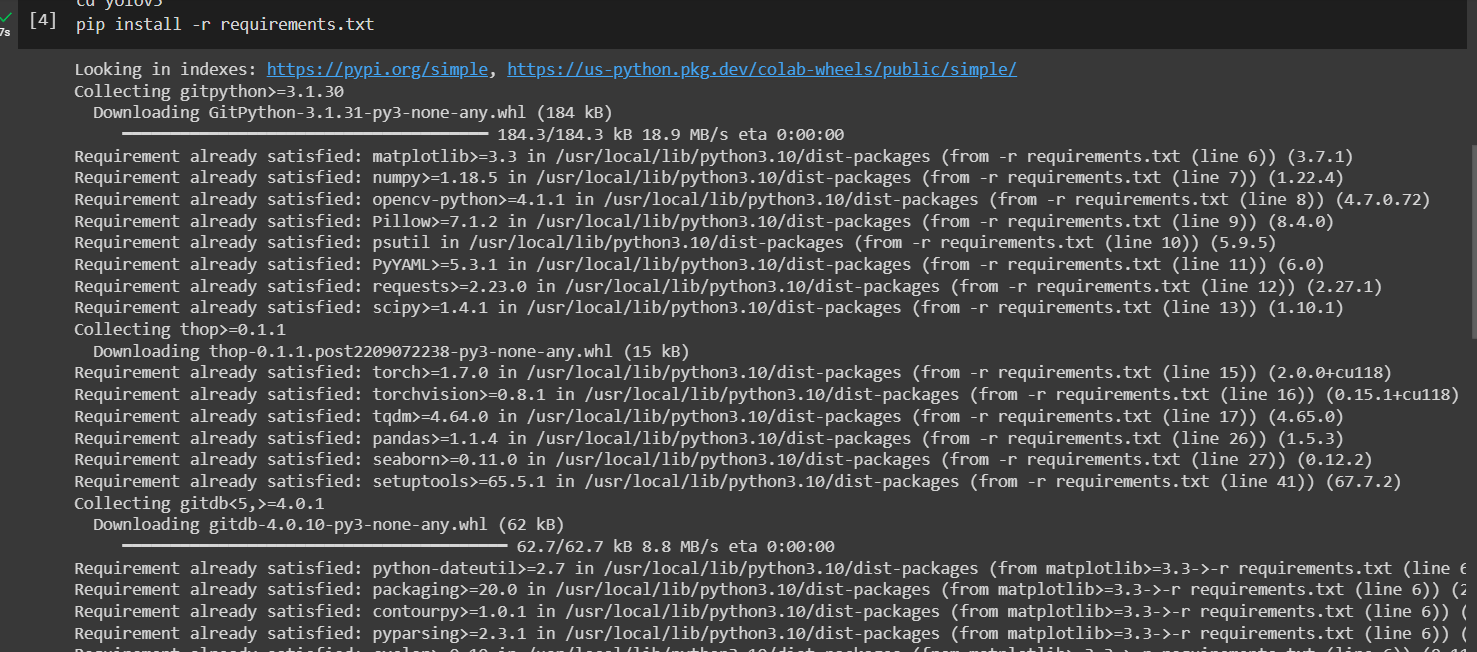 cd yolov5
[4] pip install -r requirements.txt
7s
Looking in indexes: https://pypi.org/simple, https://us-python.pkg.dev/colab-wheels/public/simple/
Collecting gitpython>=3.1.30
Downloading GitPython-3.1.31-py3-none-any.whl (184 kB)
184.3/184.3 kB 18.9 MB/s eta 0:00:00
Requirement already satisfied: matplotlib>=3.3 in /usr/local/lib/python3.10/dist-packages (from -r requirements.txt (line 6)) (3.7.1)
Requirement already satisfied: numpy>=1.18.5 in /usr/local/lib/python3.10/dist-packages (from -r requirements.txt (line 7)) (1.22.4)
Requirement already satisfied: opencv-python>=4.1.1 in /usr/local/lib/python3.10/dist-packages (from -r requirements.txt (line 8)) (4.7.0.72)
Requirement already satisfied: Pillow>=7.1.2 in /usr/local/lib/python3.10/dist-packages (from -r requirements.txt (line 9)) (8.4.0)
Requirement already satisfied: psutil in /usr/local/lib/python3.10/dist-packages (from -r requirements.txt (line 10)) (5.9.5)
Requirement already satisfied: PyYAML>=5.3.1 in /usr/local/lib/python3.10/dist-packages (from -r requirements.txt (line 11)) (6.0)
Requirement already satisfied: requests>=2.23.0 in /usr/local/lib/python3.10/dist-packages (from -r requirements.txt (line 12)) (2.27.1)
Requirement already satisfied: scipy>=1.4.1 in /usr/local/lib/python3.10/dist-packages (from -r requirements.txt (line 13)) (1.10.1)
Collecting thop>=0.1.1
Downloading thop-0.1.1.post2209072238-py3-none-any.whl (15 kB)
Requirement already satisfied: torch>=1.7.0 in /usr/local/lib/python3.10/dist-packages (from -r requirements.txt (line 15)) (2.0.0+cu118)
Requirement already satisfied: torchvision>=0.8.1 in /usr/local/lib/python3.10/dist-packages (from -r requirements.txt (line 16)) (0.15.1+cu118)
Requirement already satisfied: tqdm>=4.64.0 in /usr/local/lib/python3.10/dist-packages (from -r requirements.txt (line 17)) (4.65.0)
Requirement already satisfied: pandas>=1.1.4 in /usr/local/lib/python3.10/dist-packages (from -r requirements.txt (line 26)) (1.5.3)
Requirement already satisfied: seaborn>=0.11.0 in /usr/local/lib/python3.10/dist-packages (from -r requirements.txt (line 27)) (0.12.2)
Requirement already satisfied: setuptools>=65.5.1 in /usr/local/lib/python3.10/dist-packages (from -r requirements.txt (line 41)) (67.7.2)
Collecting gitdb<5,>=4.0.1
Downloading gitdb-4.0.10-py3-none-any.whl (62 kB)
62.7/62.7 kB 8.8 MB/s eta 0:00:00
Requirement already satisfied: python-dateutil>=2.7 in /usr/local/lib/python3.10/dist-packages (from matplotlib>=3.3->-r requirements.txt (line 6
Requirement already satisfied: packaging>=20.0 in /usr/local/lib/python3.10/dist-packages (from matplotlib>=3.3->-r requirements.txt (line 6)) (2
Requirement already satisfied: contourpy>=1.0.1 in /usr/local/lib/python3.10/dist-packages (from matplotlib>=3.3->-r requirements.txt (line 6)) (
Requirement already satisfied: pyparsing>=2.3.1 in /usr/local/lib/python3.10/dist-packages (from matplotlib>=3.3->-r requirements.txt (line 6)) (